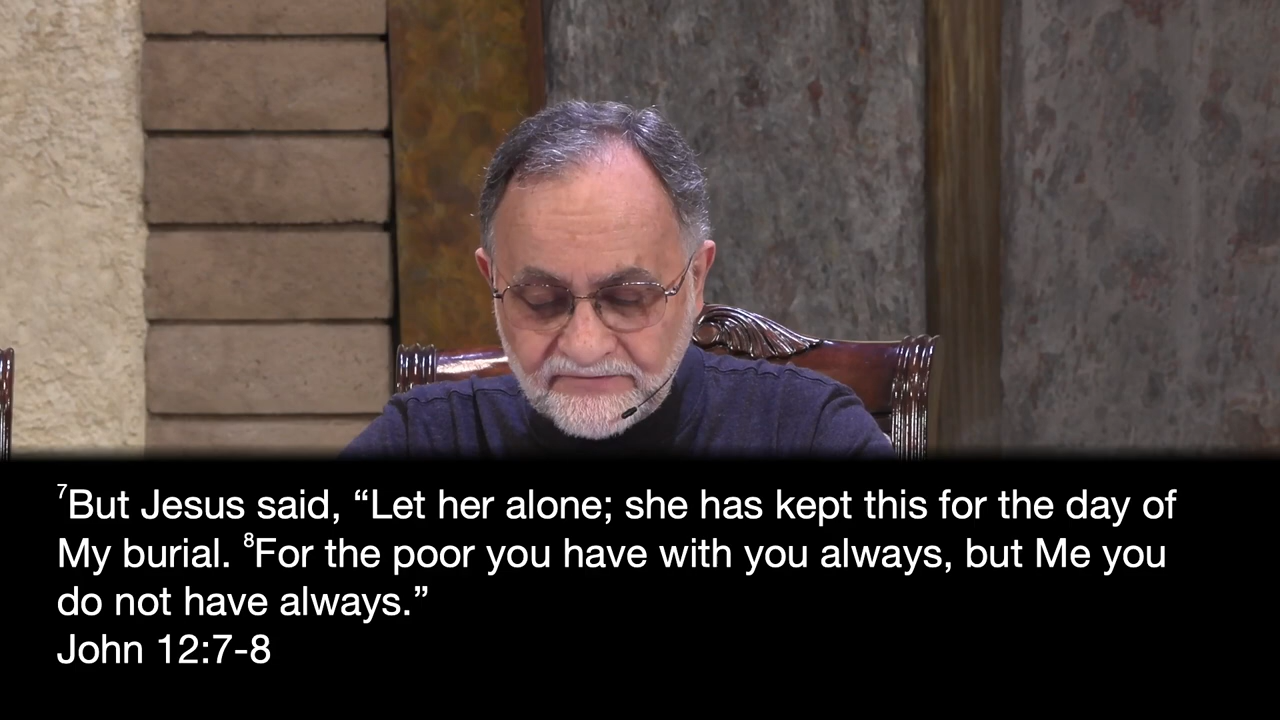 ⁷But Jesus said, “Let her alone; she has kept this for the day of
My burial. ⁸For the poor you have with you always, but Me you
do not have always.”
John 12:7-8